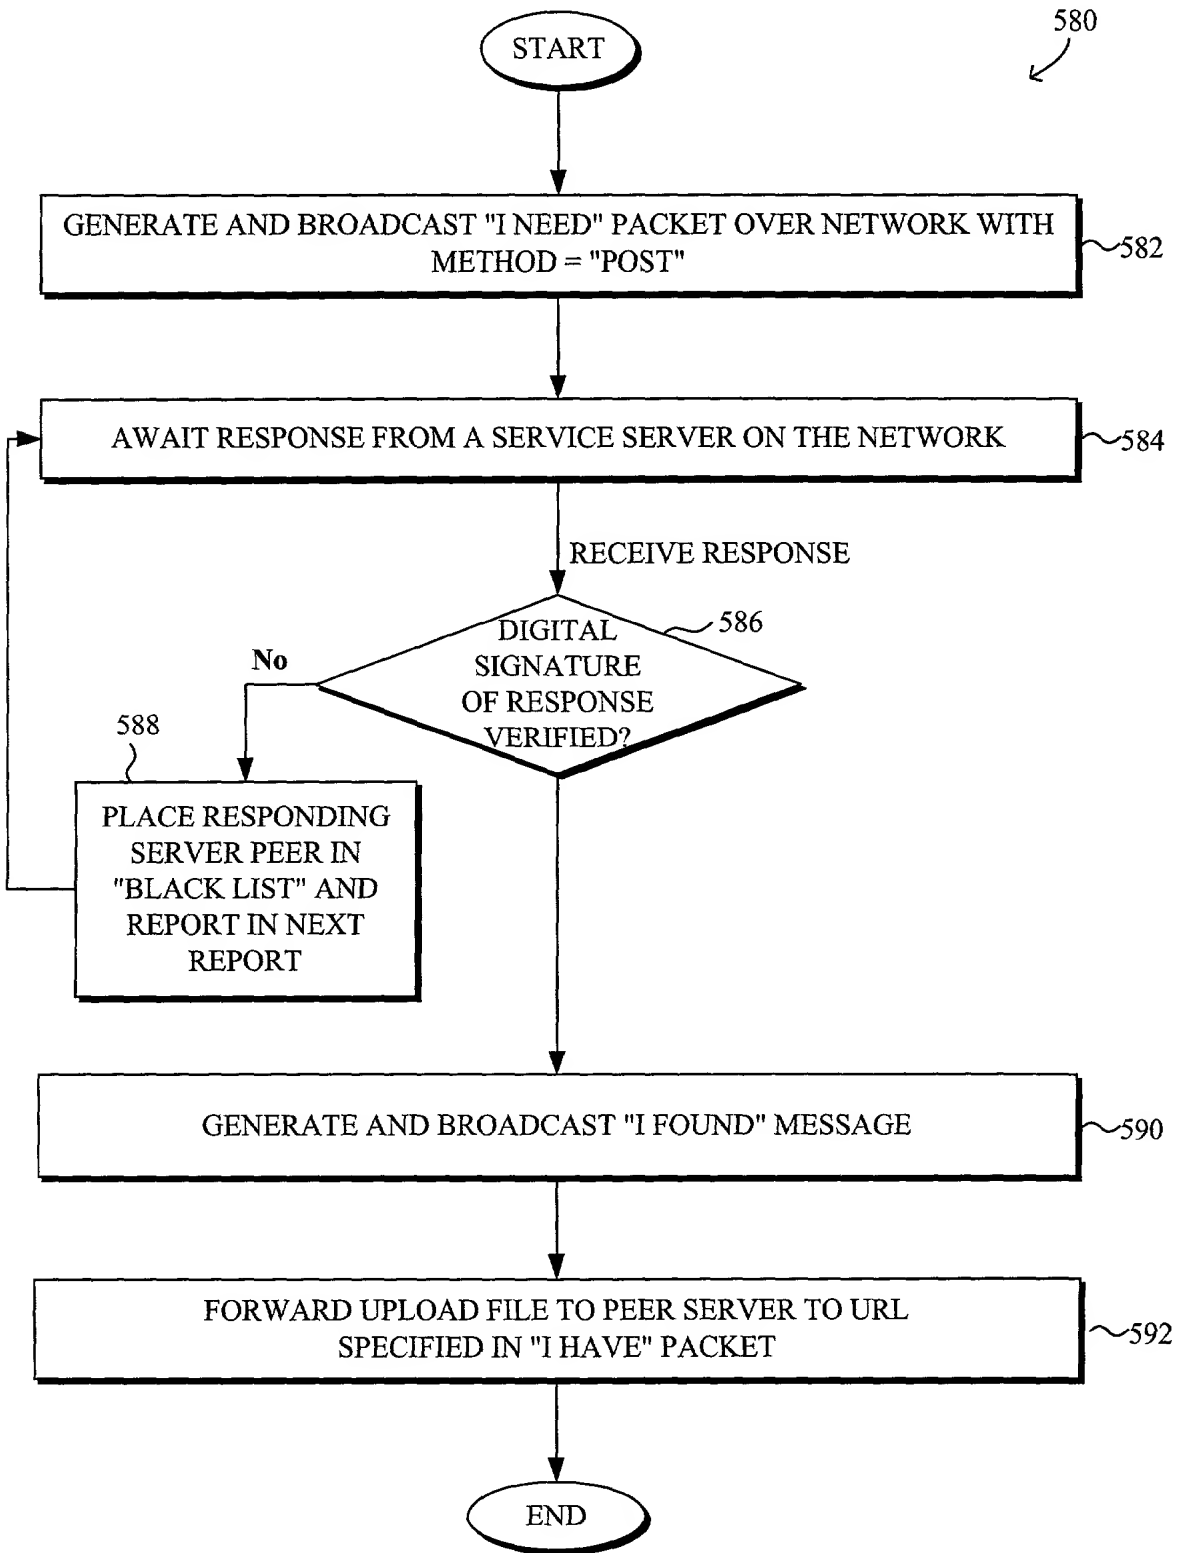 580
START
GENERATE AND BROADCAST "I NEED" PACKET OVER NETWORK WITH
METHOD = "POST"
582
AWAIT RESPONSE FROM A SERVICE SERVER ON THE NETWORK
584
RECEIVE RESPONSE
DIGITAL
SIGNATURE
OF RESPONSE
VERIFIED?
586
No
588
PLACE RESPONDING
SERVER PEER IN
"BLACK LIST" AND
REPORT IN NEXT
REPORT
GENERATE AND BROADCAST "I FOUND" MESSAGE
590
FORWARD UPLOAD FILE TO PEER SERVER TO URL
SPECIFIED IN "I HAVE" PACKET
592
END